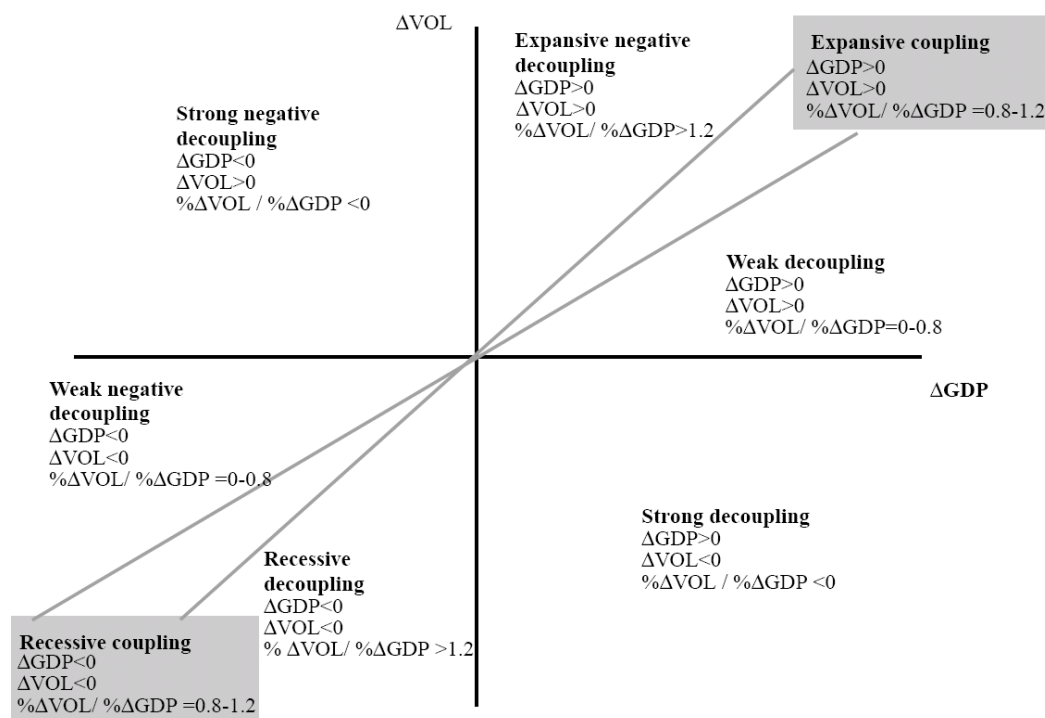 ΔVOL
Expansive negative
decoupling
ΔGDP>0
ΔVOL>0
%ΔVOL/ %ΔGDP>1.2
Expansive coupling
ΔGDP>0
ΔVOL>0
%ΔVOL/ %ΔGDP =0.8-1.2
Strong negative
decoupling
ΔGDP<0
ΔVOL>0
%ΔVOL / %ΔGDP <0
Weak decoupling
ΔGDP>0
ΔVOL>0
%ΔVOL/ %ΔGDP=0-0.8
ΔGDP
Weak negative
decoupling
ΔGDP<0
ΔVOL<0
%ΔVOL/ %ΔGDP =0-0.8
Strong decoupling
ΔGDP>0
ΔVOL<0
%ΔVOL / %ΔGDP <0
Recessive
decoupling
ΔGDP<0
ΔVOL<0
% ΔVOL/ %ΔGDP >1.2
Recessive coupling
ΔGDP<0
ΔVOL<0
%ΔVOL/ %ΔGDP =0.8-1.2